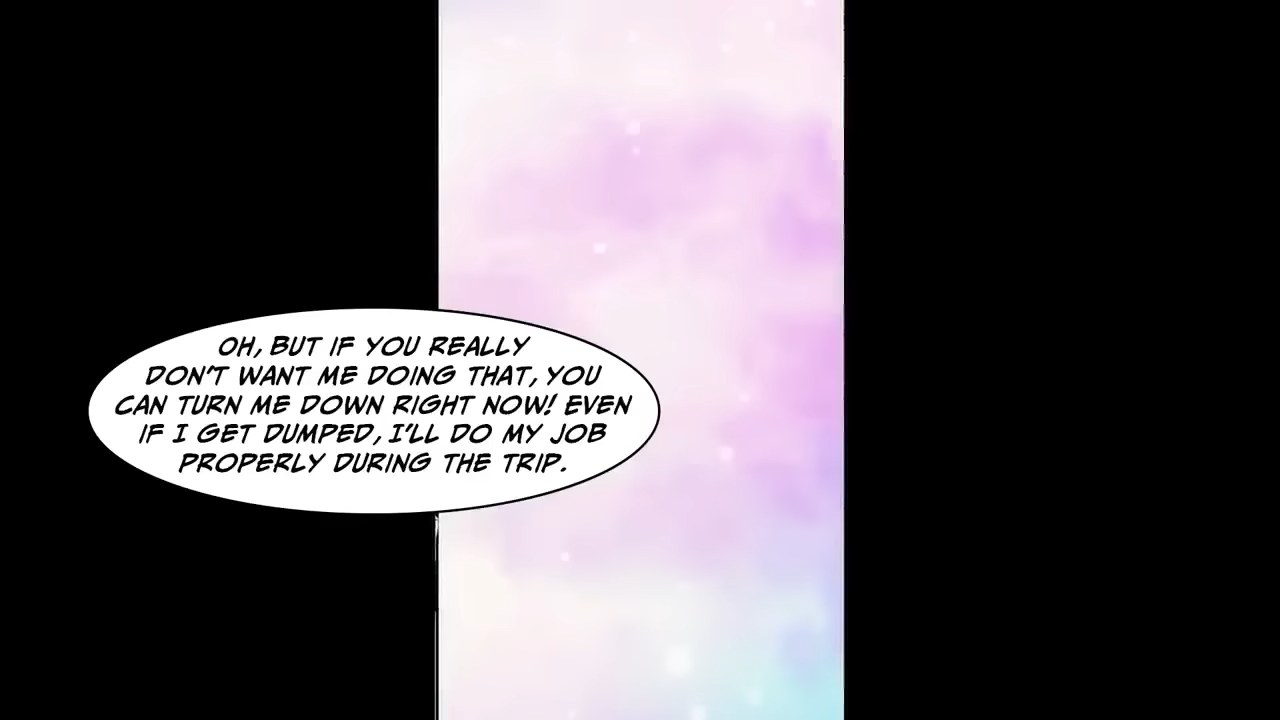 OH, BUT IF YOU REALLY
DON'T WANT ME DOING THAT, YOU
CAN TURN ME DOWN RIGHT NOW! EVEN
IF I GET DUMPED, I'LL DO MY JOB
PROPERLY DURING THE TRIP.